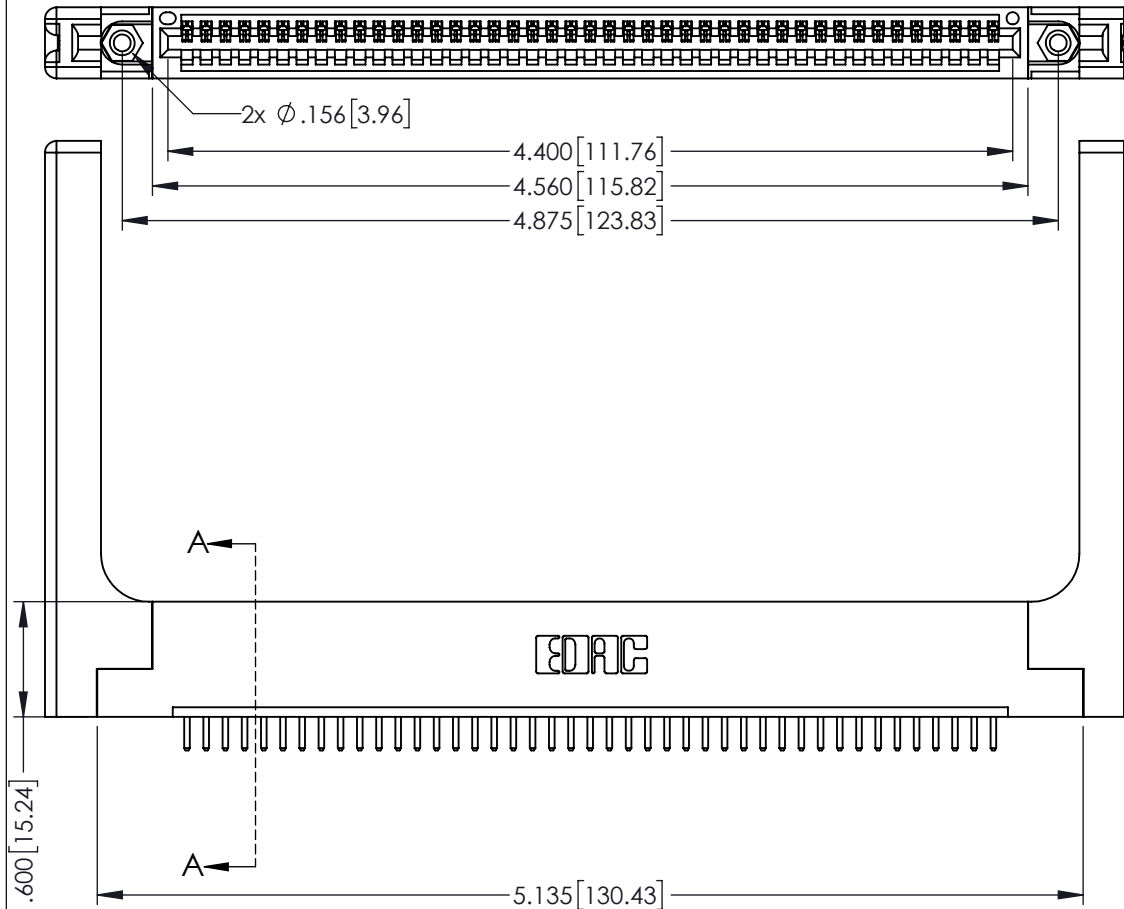 2x Ø.156[3.96]
4.400[111.76]
4.560[115.82]
4.875[123.83]
A
EDAC
A
.600[15.24]
5.135[130.43]